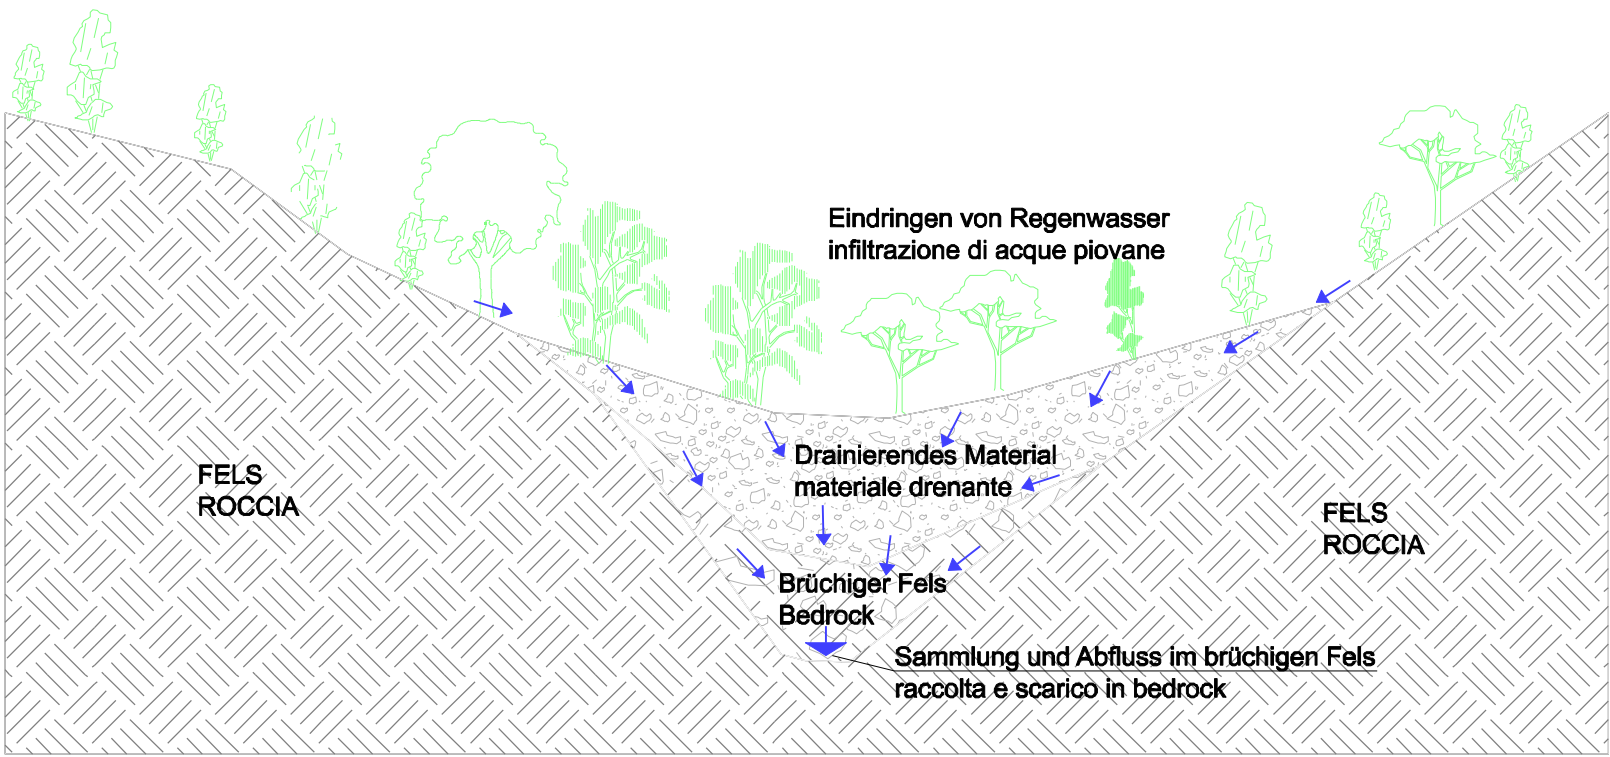 Eindringen von Regenwasser
infiltrazione di acque piovane
Drainierendes Material
materiale drenante
FELS
ROCCIA
FELS
ROCCIA
Brüchiger Fels
Bedrock
Sammlung und Abfluss im brüchigen Fels
raccolta e scarico in bedrock